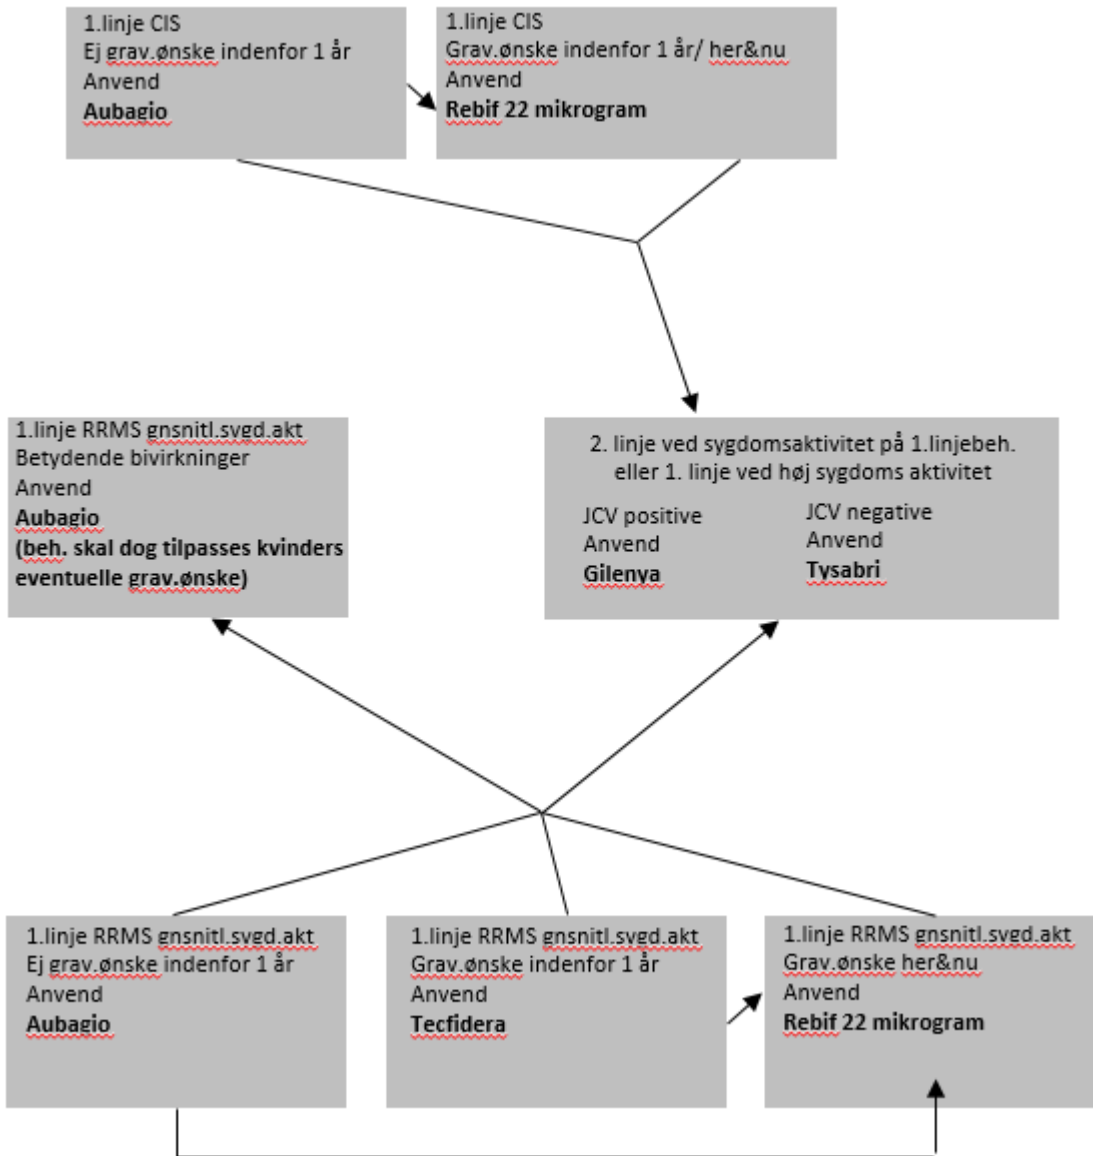 1.linje CIS
Ej grav.ønske indenfor 1 år
Anvend
Aubagio
1.linje CIS
Grav.ønske indenfor 1 år/ her&nu
Anvend
Rebif 22 mikrogram
1.linje RRMS gnsnitl.sygd.akt
Betydende bivirkninger
Anvend
Aubagio
(beh. skal dog tilpasses kvinders
eventuelle grav.ønske)
2. linje ved sygdomsaktivitet på 1.linjebeh.
eller 1. linje ved høj sygdoms aktivitet
JCV positive
Anvend
Gilenya
JCV negative
Anvend
Tysabri
1.linje RRMS gnsnitl.sygd.akt
Ej grav.ønske indenfor 1 år
Anvend
Aubagio
1.linje RRMS gnsnitl.sygd.akt
Grav.ønske indenfor 1 år
Anvend
Tecfidera
1.linje RRMS gnsnitl.sygd.akt
Grav.ønske her&nu
Anvend
Rebif 22 mikrogram